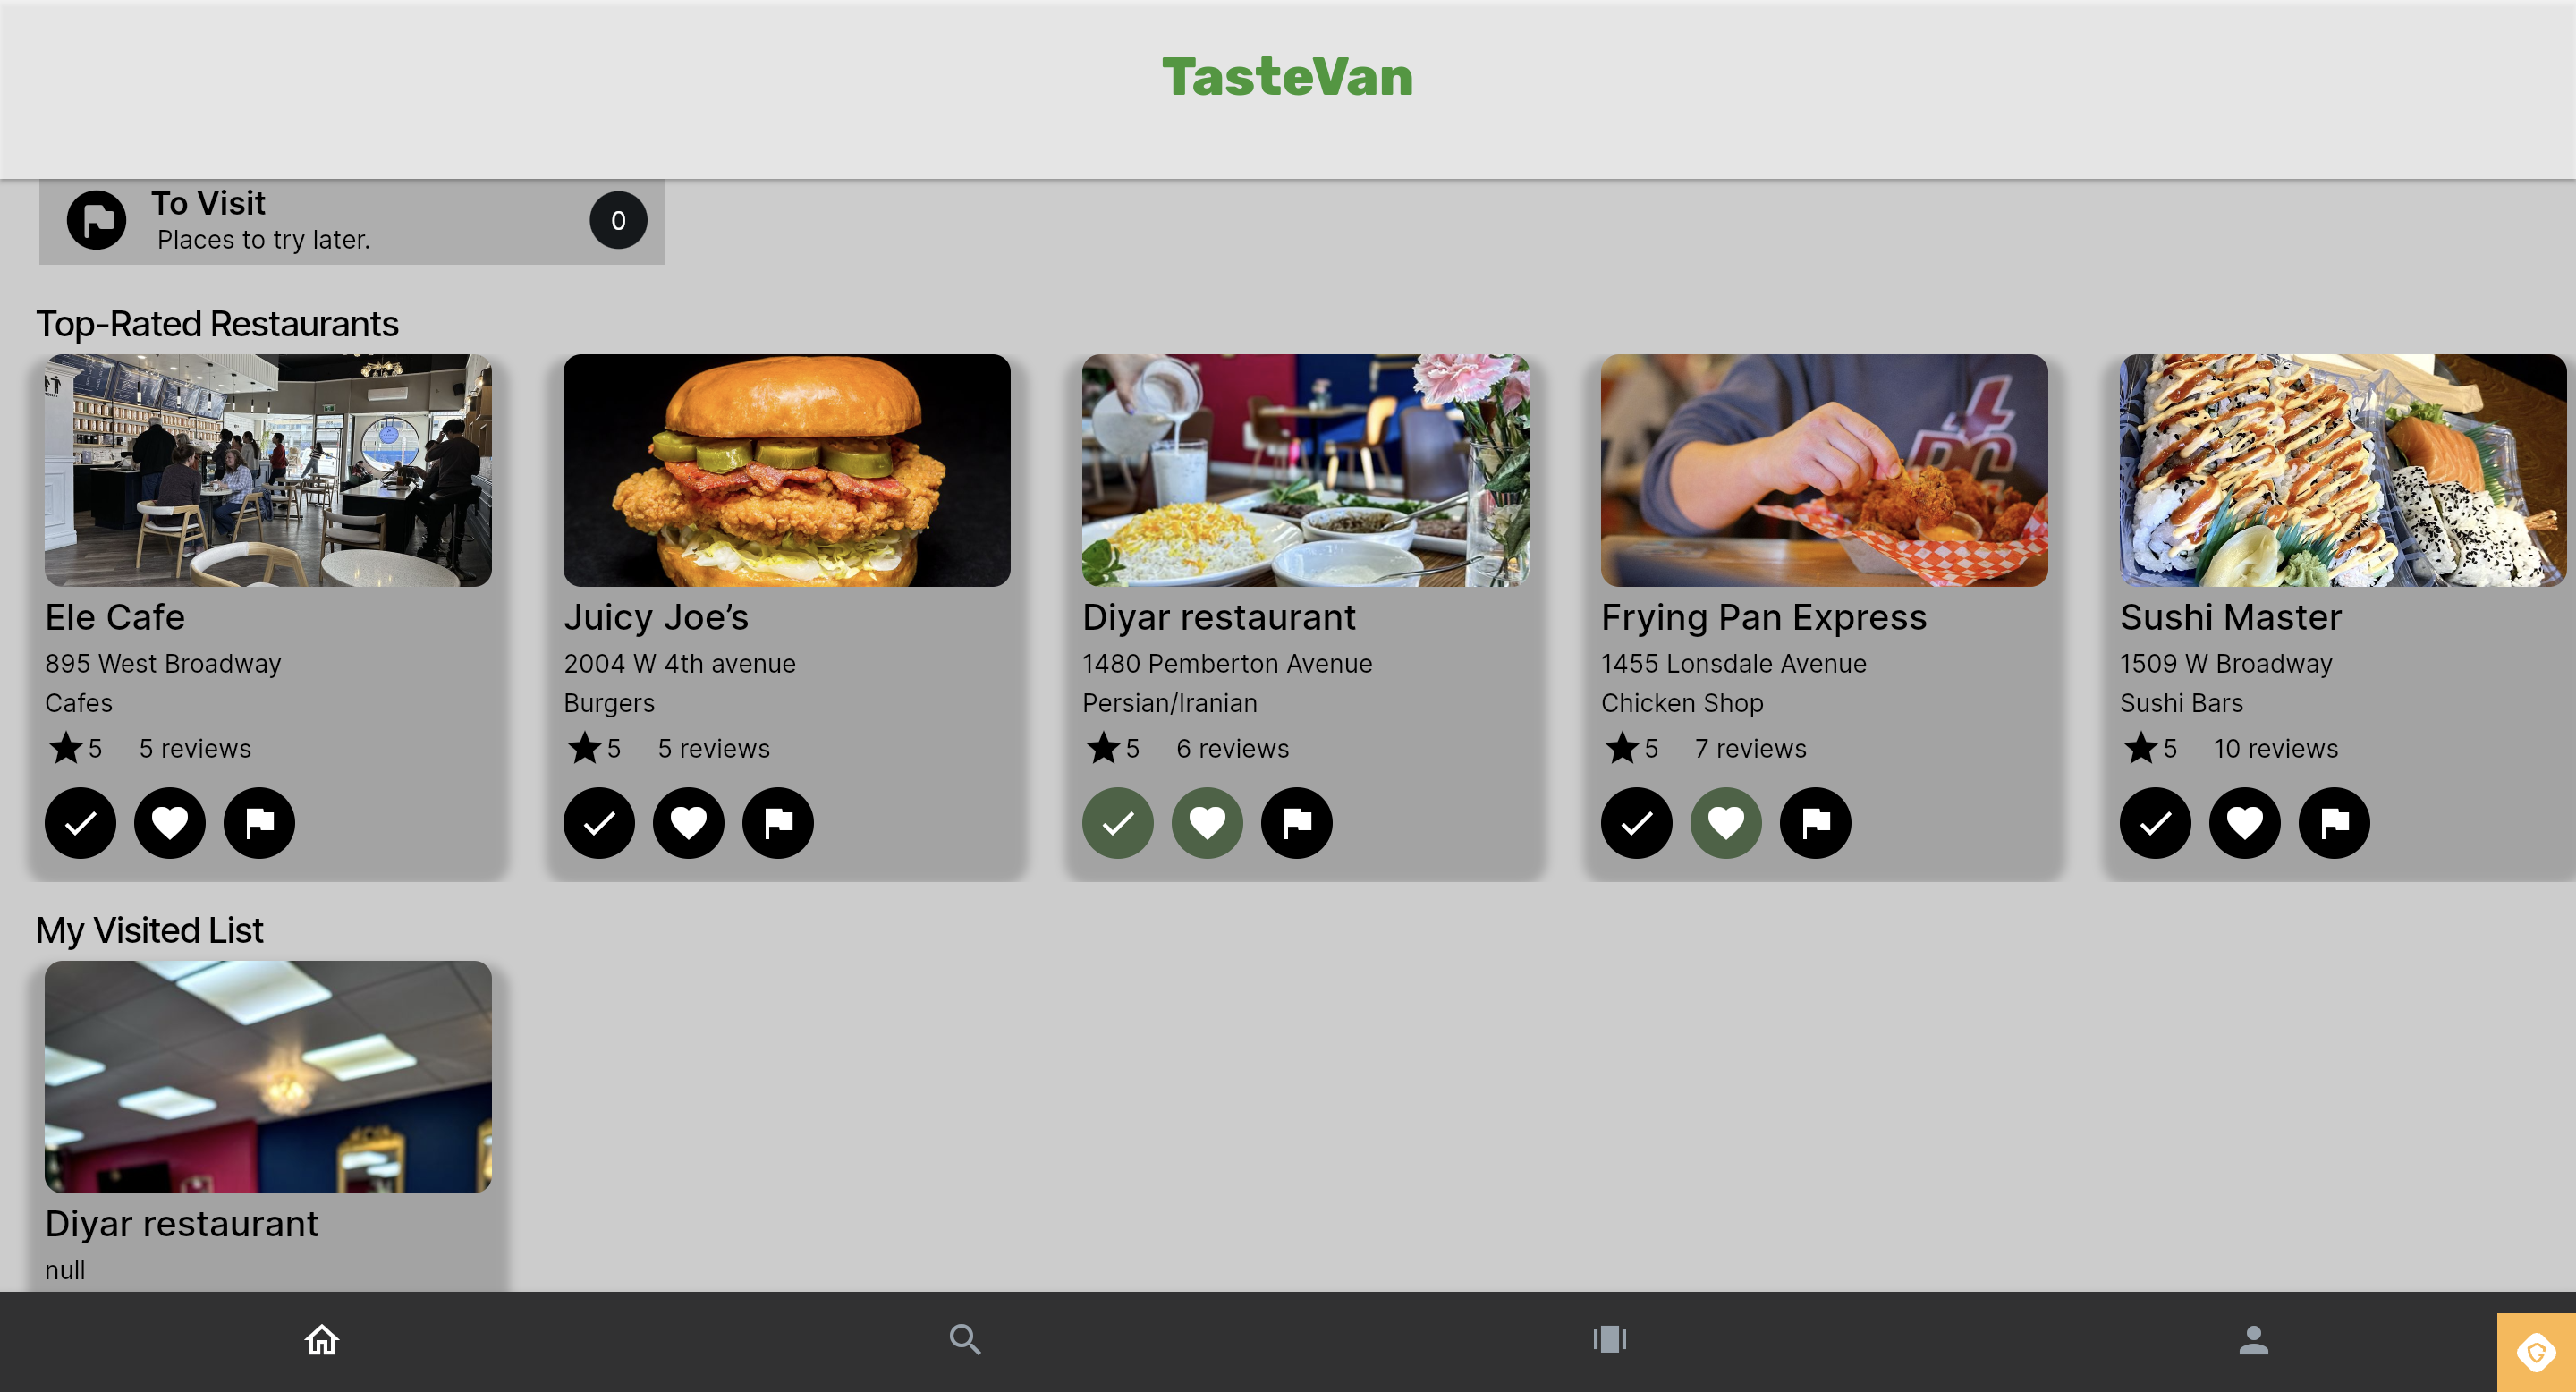 TasteVan
To Visit
Places to try later.
0
Top-Rated Restaurants
Ele Cafe
895 West Broadway
Cafes
5 5 reviews
Juicy Joe’s
2004 W 4th avenue
Burgers
5 5 reviews
Diyar restaurant
1480 Pemberton Avenue
Persian/Iranian
5 6 reviews
Frying Pan Express
1455 Lonsdale Avenue
Chicken Shop
5 7 reviews
Sushi Master
1509 W Broadway
Sushi Bars
5 10 reviews
My Visited List
Diyar restaurant
null